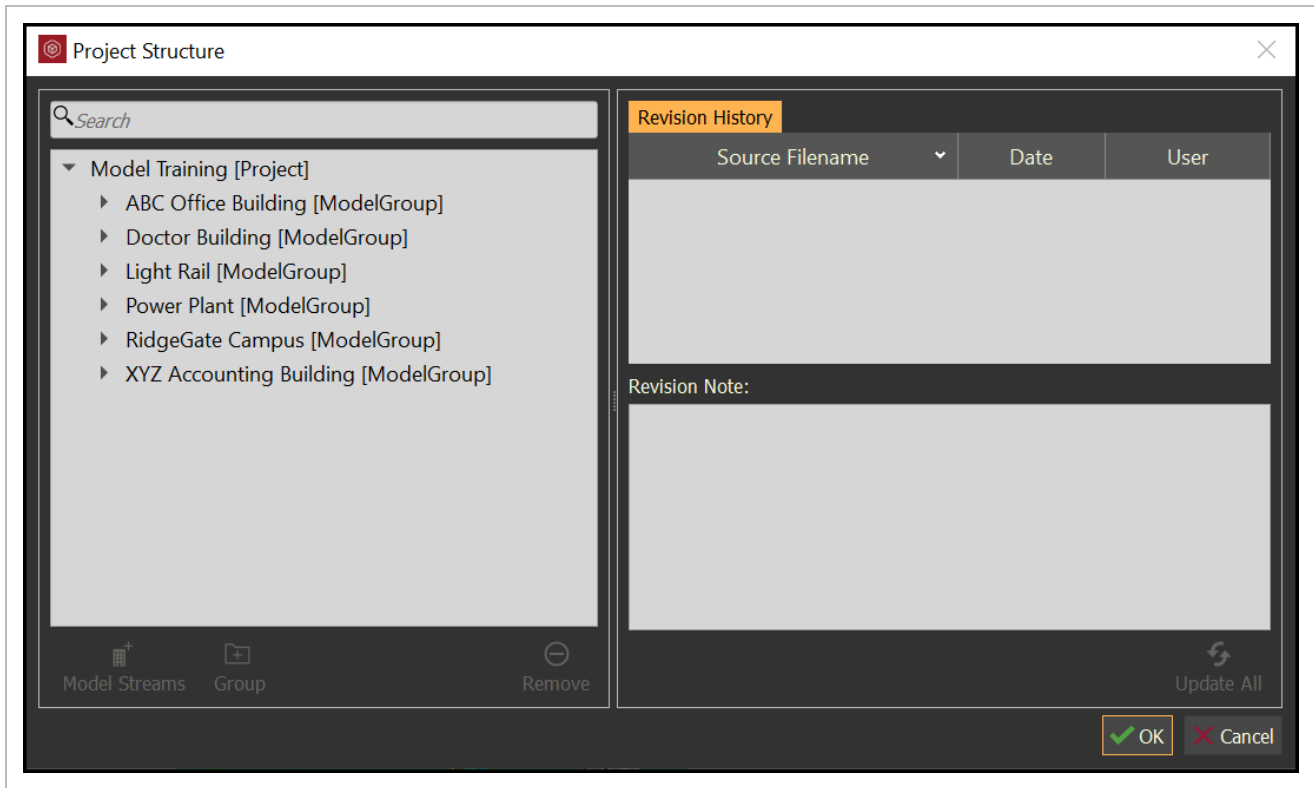 Project Structure
Search
Model Training [Project]
ABC Office Building [ModelGroup]
Doctor Building [ModelGroup]
Light Rail [ModelGroup]
Power Plant [ModelGroup]
RidgeGate Campus [ModelGroup]
XYZ Accounting Building [ModelGroup]
Model Streams Group Remove
Revision History
Source Filename Date User
Revision Note:
Update All
OK Cancel